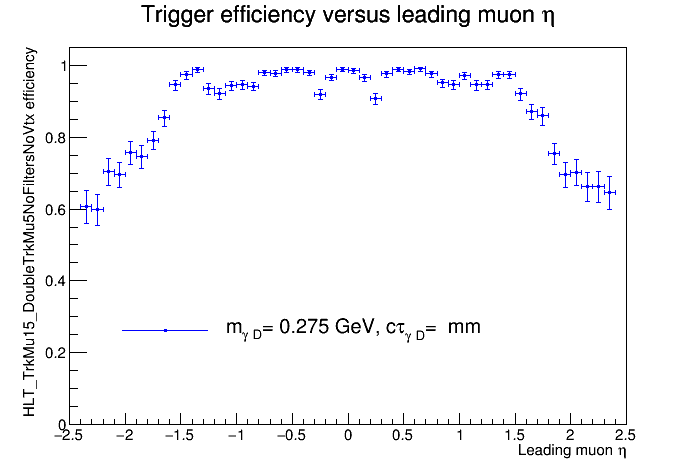 Trigger efficiency versus leading muon η
HLT_TrkMu15_DoubleTrkMu5NoFiltersNoVtx efficiency
1
0.8
0.6
0.4
0.2
0
m_γ D= 0.275 GeV, cτ_γ D= mm
−2.5 −2 −1.5 −1 −0.5 0 0.5 1 1.5 2 2.5
Leading muon η